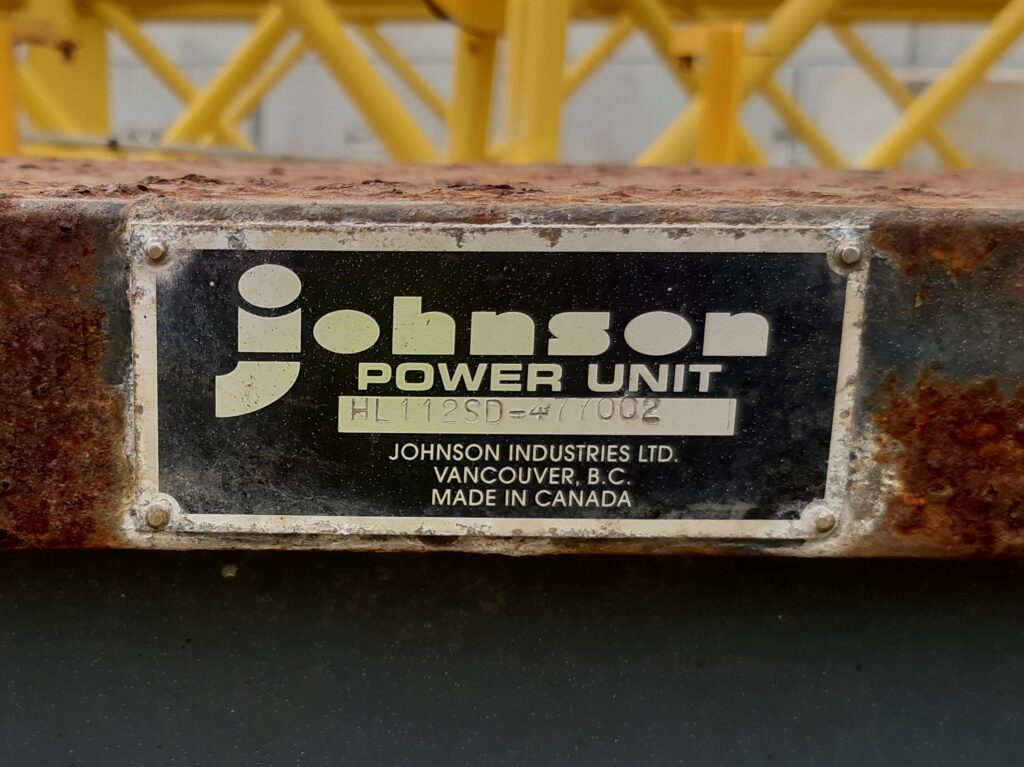 johnson
POWER UNIT
HL112SD-477002
JOHNSON INDUSTRIES LTD.
VANCOUVER, B.C.
MADE IN CANADA